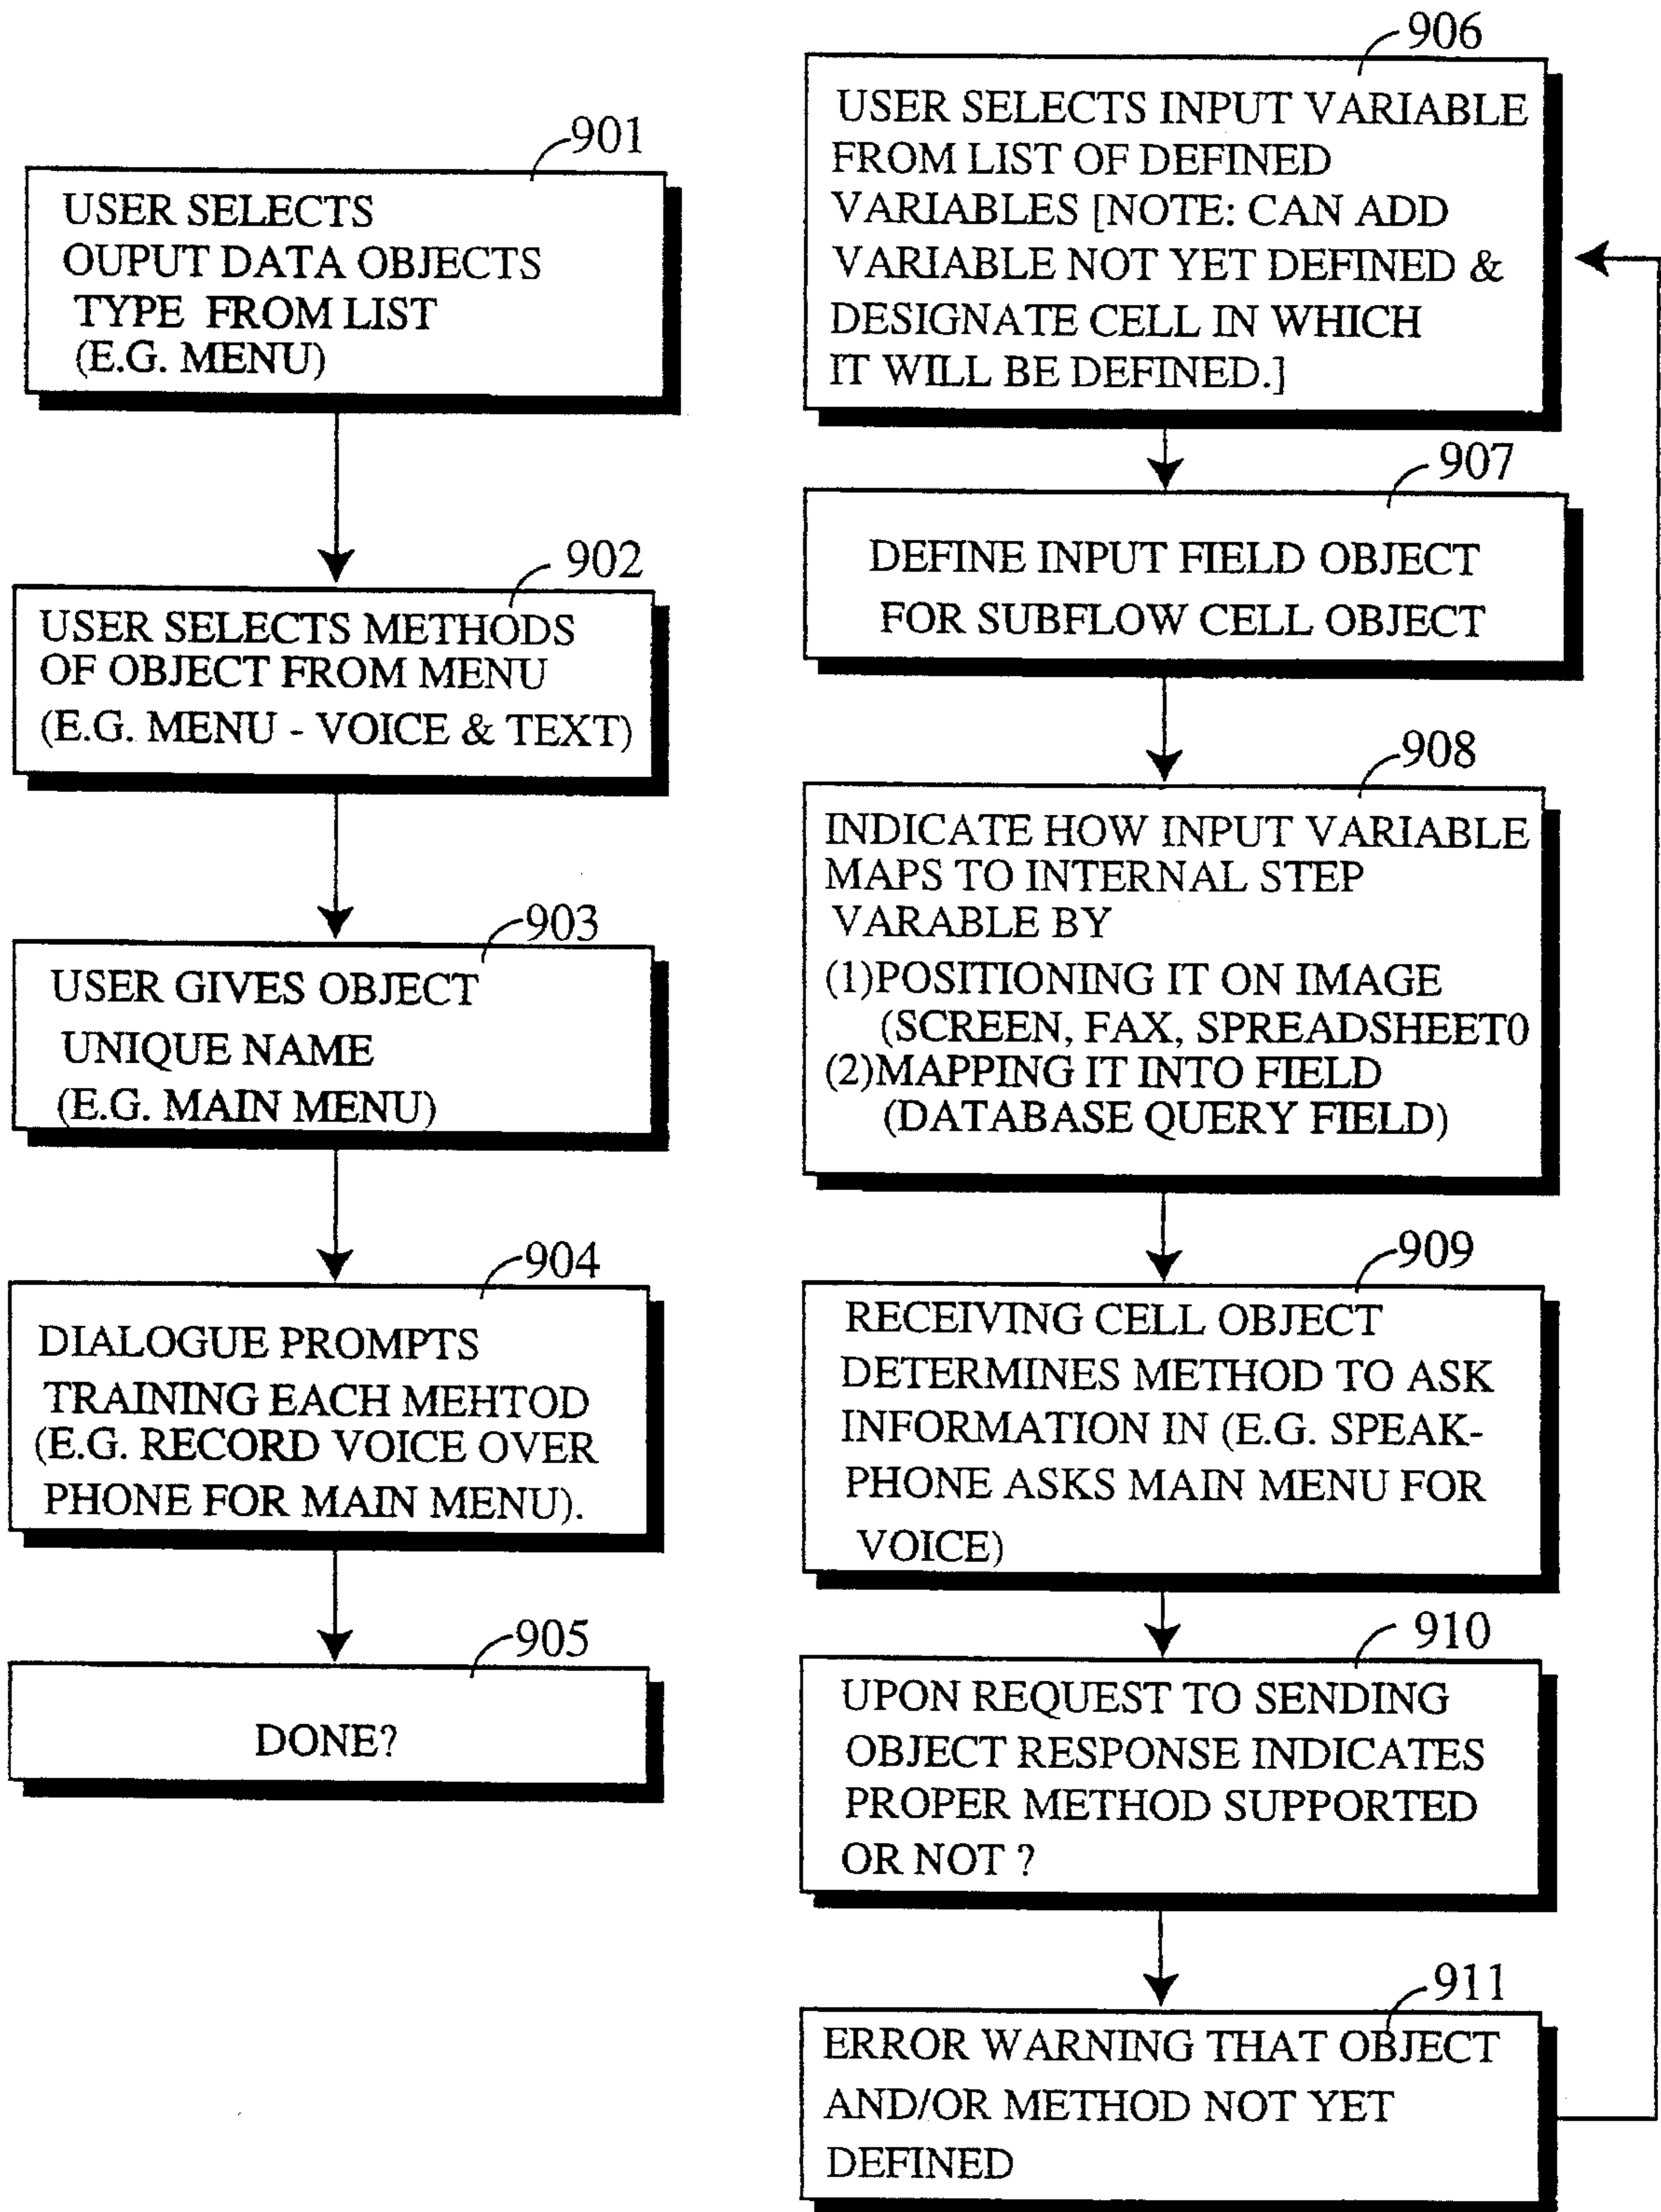 901
USER SELECTS
OUPUT DATA OBJECTS
TYPE FROM LIST
(E.G. MENU)
902
USER SELECTS METHODS
OF OBJECT FROM MENU
(E.G. MENU - VOICE & TEXT)
903
USER GIVES OBJECT
UNIQUE NAME
(E.G. MAIN MENU)
904
DIALOGUE PROMPTS
TRAINING EACH MEHTOD
(E.G. RECORD VOICE OVER
PHONE FOR MAIN MENU).
905
DONE?
906
USER SELECTS INPUT VARIABLE
FROM LIST OF DEFINED
VARIABLES [NOTE: CAN ADD
VARIABLE NOT YET DEFINED &
DESIGNATE CELL IN WHICH
IT WILL BE DEFINED.]
907
DEFINE INPUT FIELD OBJECT
FOR SUBFLOW CELL OBJECT
908
INDICATE HOW INPUT VARIABLE
MAPS TO INTERNAL STEP
VARABLE BY
(1)POSITIONING IT ON IMAGE
(SCREEN, FAX, SPREADSHEET0
(2)MAPPING IT INTO FIELD
(DATABASE QUERY FIELD)
909
RECEIVING CELL OBJECT
DETERMINES METHOD TO ASK
INFORMATION IN (E.G. SPEAK-
PHONE ASKS MAIN MENU FOR
VOICE)
910
UPON REQUEST TO SENDING
OBJECT RESPONSE INDICATES
PROPER METHOD SUPPORTED
OR NOT ?
911
ERROR WARNING THAT OBJECT
AND/OR METHOD NOT YET
DEFINED